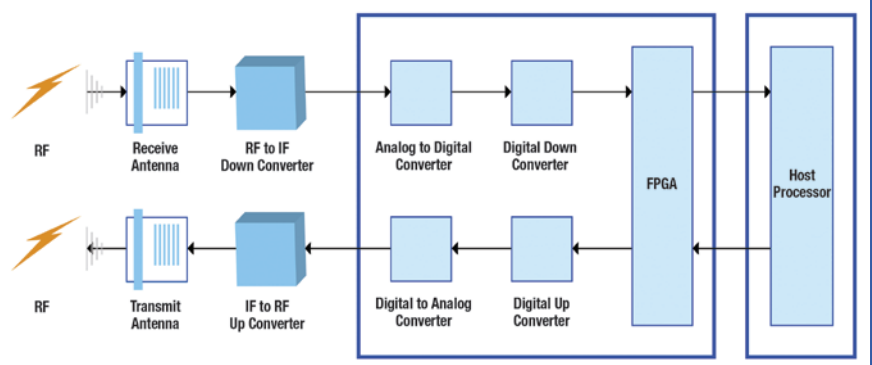 RF
Receive
Antenna
RF to IF
Down Converter
Analog to Digital
Converter
Digital Down
Converter
FPGA
Host
Processor
RF
Transmit
Antenna
IF to RF
Up Converter
Digital to Analog
Converter
Digital Up
Converter